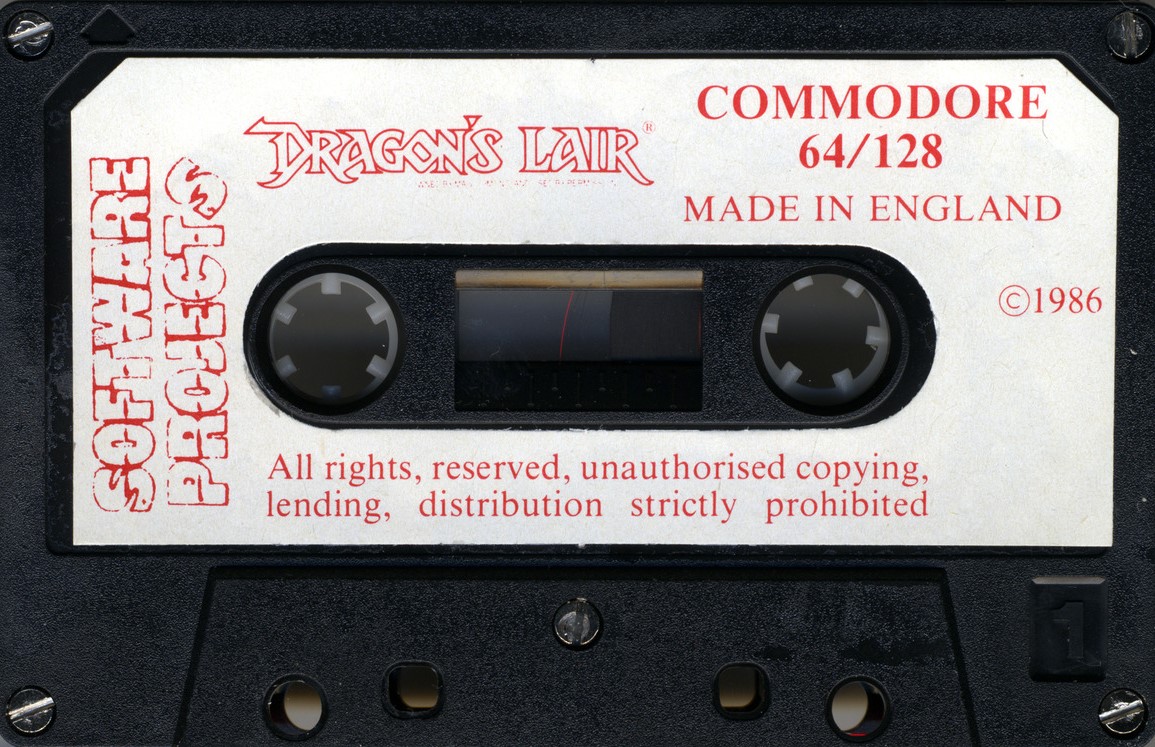 SOFTWARE
PROJECTS
DRAGON'S LAIR®
COMMODORE
64/128
MADE IN ENGLAND
©1986
All rights, reserved, unauthorised copying,
lending, distribution strictly prohibited
1